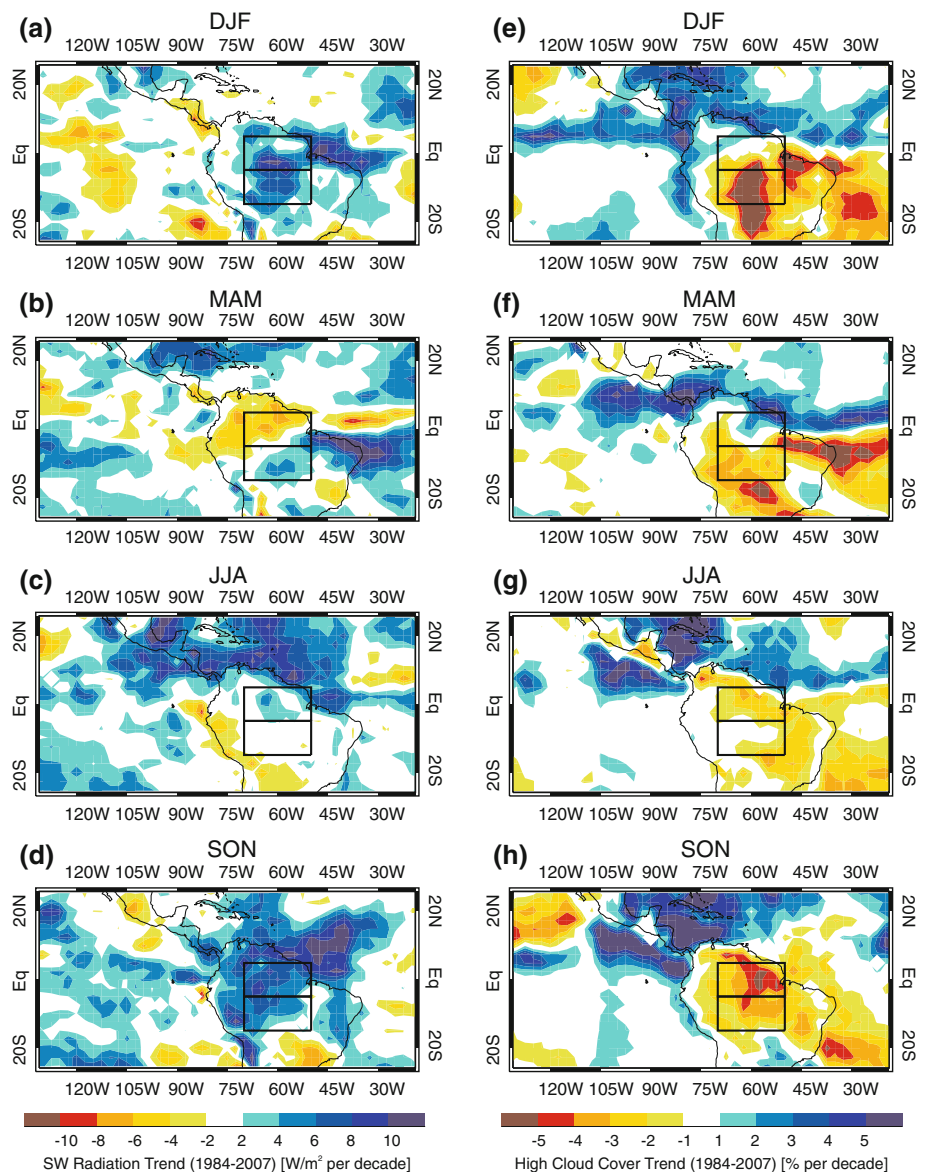 (a) DJF
120W 105W 90W 75W 60W 45W 30W
20N Eq 20S
20N Eq 20S
120W 105W 90W 75W 60W 45W 30W
(e) DJF
120W 105W 90W 75W 60W 45W 30W
20N Eq 20S
20N Eq 20S
120W 105W 90W 75W 60W 45W 30W
(b) MAM
120W 105W 90W 75W 60W 45W 30W
20N Eq 20S
20N Eq 20S
120W 105W 90W 75W 60W 45W 30W
(f) MAM
120W 105W 90W 75W 60W 45W 30W
20N Eq 20S
20N Eq 20S
120W 105W 90W 75W 60W 45W 30W
(c) JJA
120W 105W 90W 75W 60W 45W 30W
20N Eq 20S
20N Eq 20S
120W 105W 90W 75W 60W 45W 30W
(g) JJA
120W 105W 90W 75W 60W 45W 30W
20N Eq 20S
20N Eq 20S
120W 105W 90W 75W 60W 45W 30W
(d) SON
120W 105W 90W 75W 60W 45W 30W
20N Eq 20S
20N Eq 20S
120W 105W 90W 75W 60W 45W 30W
(h) SON
120W 105W 90W 75W 60W 45W 30W
20N Eq 20S
20N Eq 20S
120W 105W 90W 75W 60W 45W 30W
-10 -8 -6 -4 -2 2 4 6 8 10
SW Radiation Trend (1984-2007) [W/m² per decade]
-5 -4 -3 -2 -1 1 2 3 4 5
High Cloud Cover Trend (1984-2007) [% per decade]